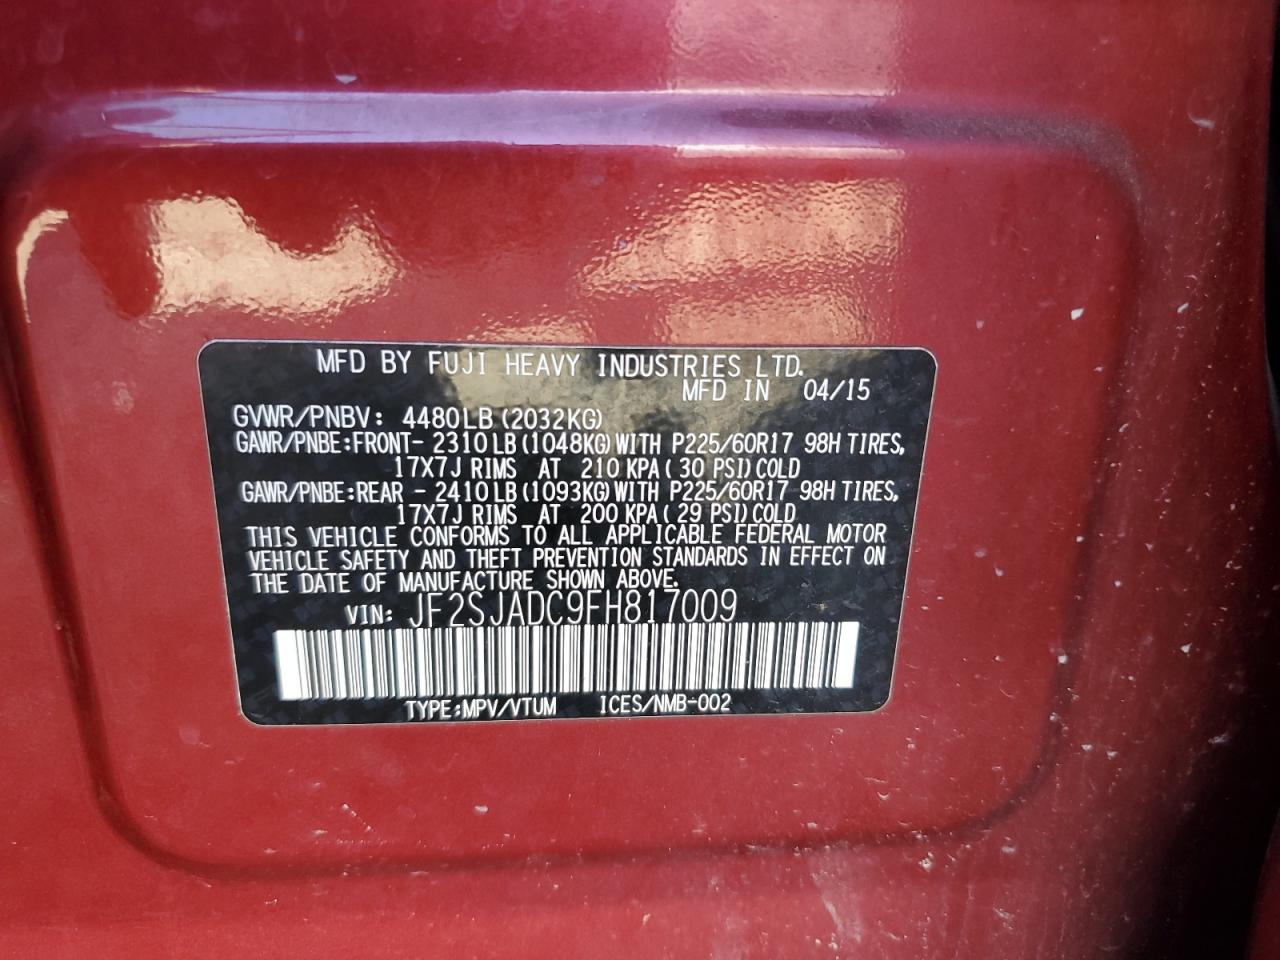 MFD BY FUJI HEAVY INDUSTRIES LTD.
MFD IN 04/15
GVWR/PNBV: 4480LB (2032KG)
GAWR/PNBE:FRONT- 2310LB (1048KG) WITH P225/60R17 98H TIRES,
17X7J RIMS AT 210 KPA ( 30 PSI) COLD
GAWR/PNBE:REAR - 2410LB (1093KG) WITH P225/60R17 98H TIRES,
17X7J RIMS AT 200 KPA ( 29 PSI) COLD
THIS VEHICLE CONFORMS TO ALL APPLICABLE FEDERAL MOTOR
VEHICLE SAFETY AND THEFT PREVENTION STANDARDS IN EFFECT ON
THE DATE OF MANUFACTURE SHOWN ABOVE.
VIN: JF2SJADC9FH817009
TYPE:MPV/VTUM ICES/NMB-002